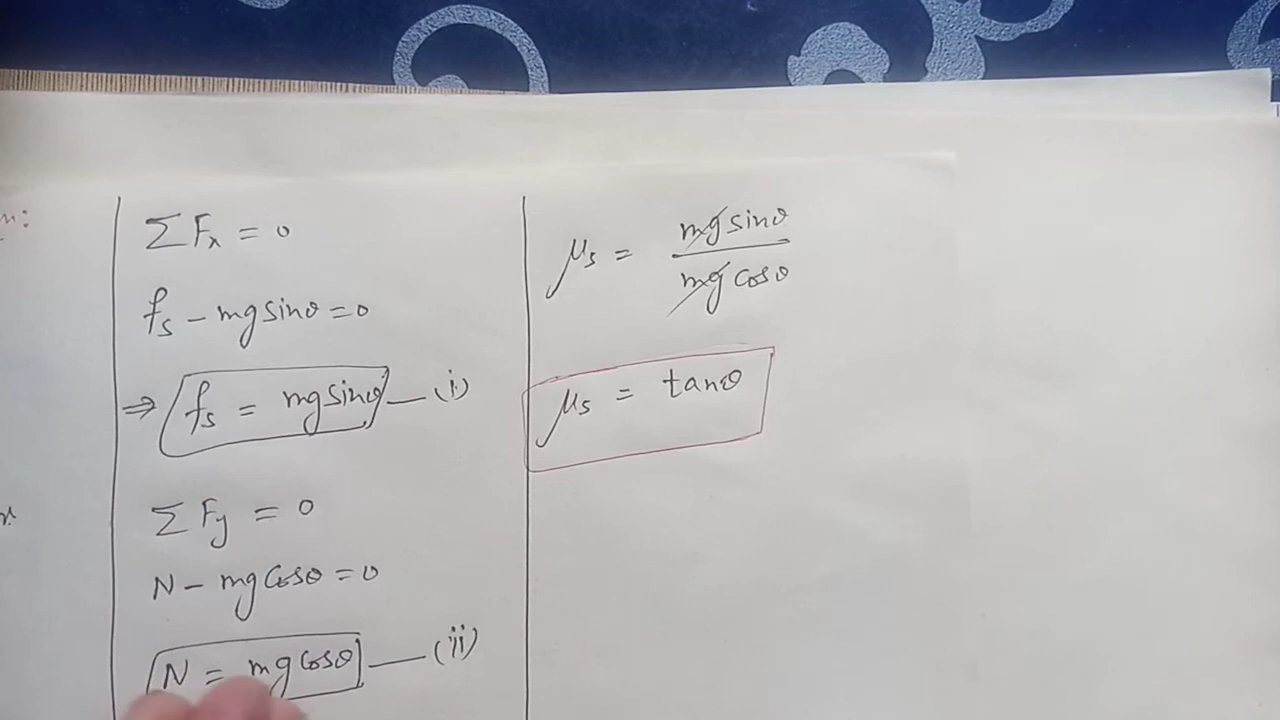 ΣFₓ = 0
fₛ - mg sinθ = 0
⇒ fₛ = mg sinθ — (i)
ΣFy = 0
N - mg Cosθ = 0
N = mg Cosθ — (ii)
μₛ = mg sinθ / mg Cosθ
μₛ = tanθ